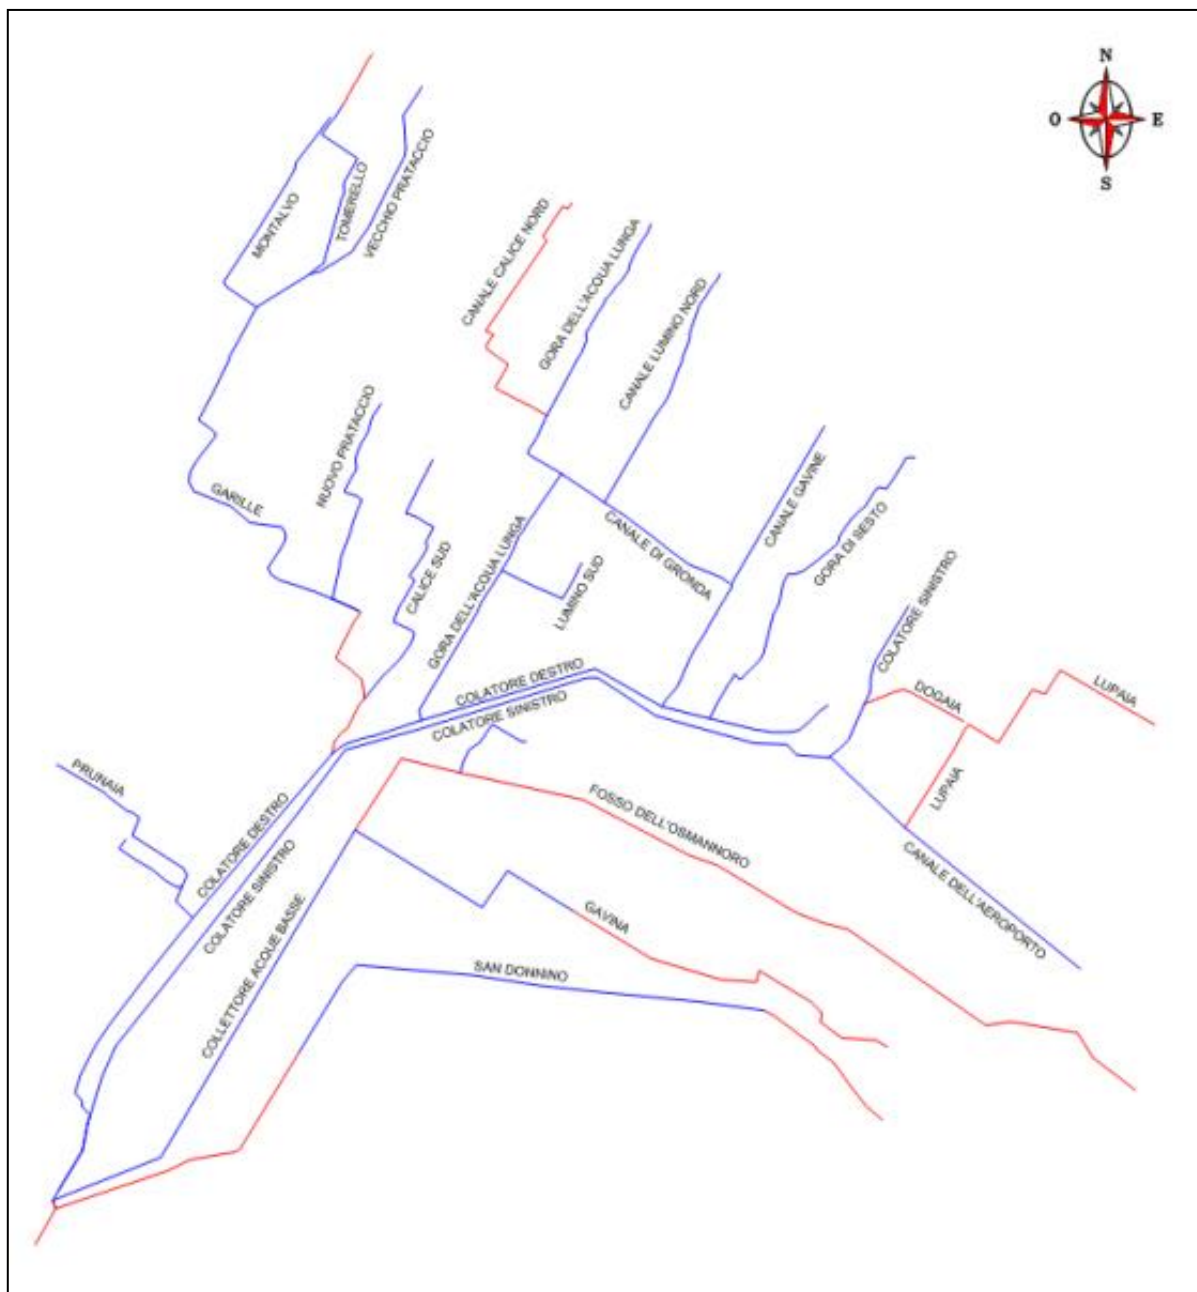 N
O
E
S
MONTALVO
TOMERELLO
VECCHIO PRATACCIO
CANALE CALICE NORD
GORA DELL'ACQUA LUNGA
CANALE LUMINO NORD
NUOVO PRATACCIO
GARILLE
CALICE SUD
GORA DELL'ACQUA LUNGA
LUMINO SUD
CANALE DI GRONDA
CANALE GAVINE
GORA DI SESTO
COLATORE SINISTRO
COLATORE DESTRO
COLATORE SINISTRO
DOGAIA
LUPAIA
LUPAIA
PRUNAIA
COLATORE DESTRO
COLATORE SINISTRO
FOSSO DELL'OSMANNORO
CANALE DELL'AEROPORTO
COLLETTORE ACQUE BASSE
GAVINA
SAN DONNINO